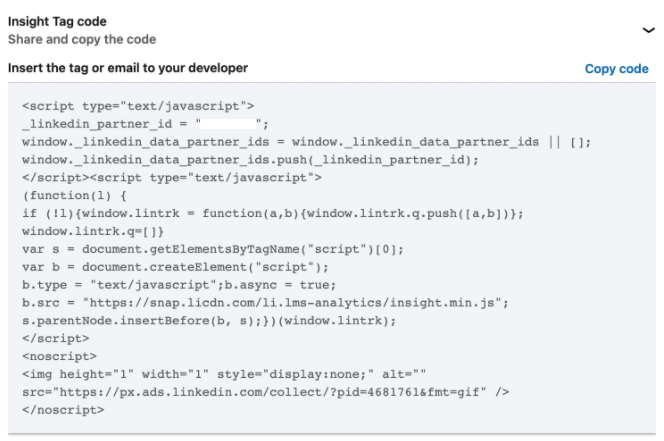 Insight Tag code
Share and copy the code
Insert the tag or email to your developer Copy code
<script type="text/javascript">
_linkedin_partner_id = " ";
window._linkedin_data_partner_ids = window._linkedin_data_partner_ids || [];
window._linkedin_data_partner_ids.push(_linkedin_partner_id);
</script><script type="text/javascript">
(function(l) {
if (!l){window.lintrk = function(a,b){window.lintrk.q.push([a,b])};
window.lintrk.q=[]}
var s = document.getElementsByTagName("script")[0];
var b = document.createElement("script");
b.type = "text/javascript";b.async = true;
b.src = "https://snap.licdn.com/li.lms-analytics/insight.min.js";
s.parentNode.insertBefore(b, s);})(window.lintrk);
</script>
<noscript>
<img height="1" width="1" style="display:none;" alt=""
src="https://px.ads.linkedin.com/collect/?pid=4681761&fmt=gif" />
</noscript>